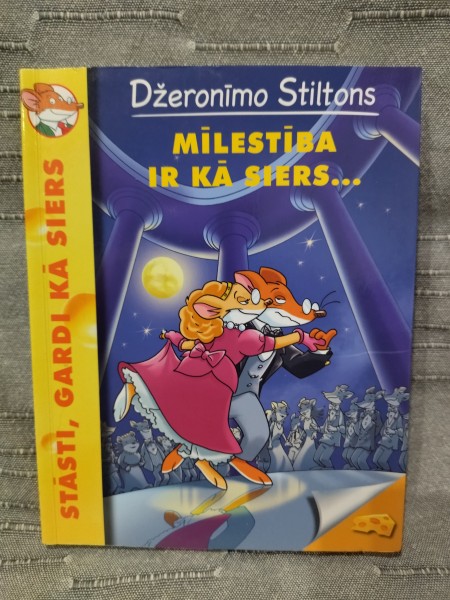 Džeronīmo Stiltons
MĪLESTĪBA
IR KĀ SIERS...
STĀSTI, GARDI KĀ SIERS